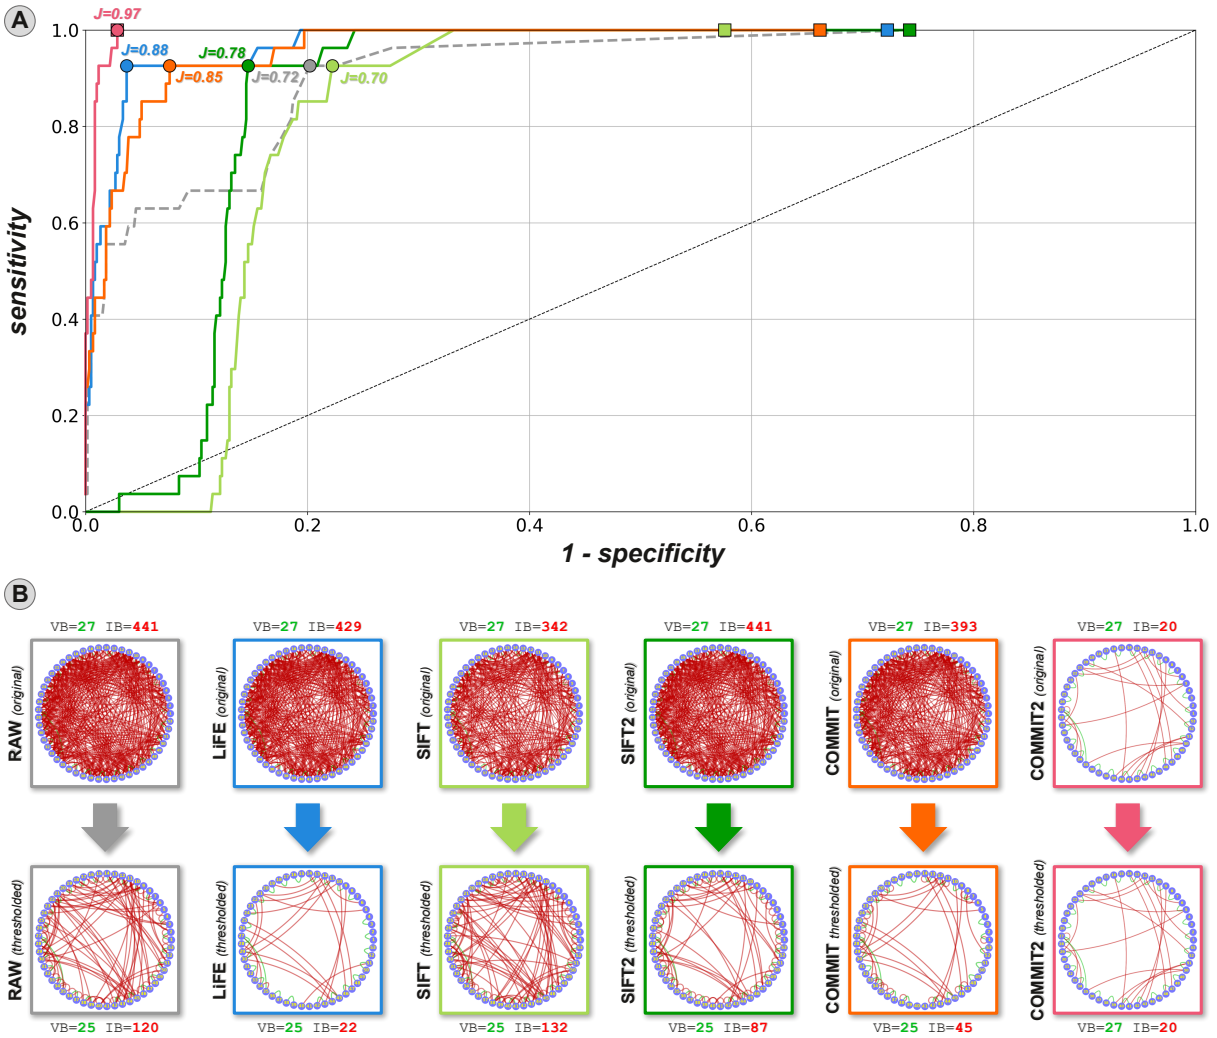 A
J=0.97
1.0
J=0.88
J=0.78
J=0.85
J=0.72
J=0.70
0.8
0.6
0.4
0.2
0.0
sensitivity
0.0 0.2 0.4 0.6 0.8 1.0
1 - specificity
B
VB=27 IB=441
VB=27 IB=429
VB=27 IB=342
VB=27 IB=441
VB=27 IB=393
VB=27 IB=20
RAW (original)
LiFE (original)
SIFT (original)
SIFT2 (original)
COMMIT (original)
COMMIT2 (original)
RAW (thresholded)
LiFE (thresholded)
SIFT (thresholded)
SIFT2 (thresholded)
COMMIT (thresholded)
COMMIT2 (thresholded)
VB=25 IB=120
VB=25 IB=22
VB=25 IB=132
VB=25 IB=87
VB=25 IB=45
VB=27 IB=20